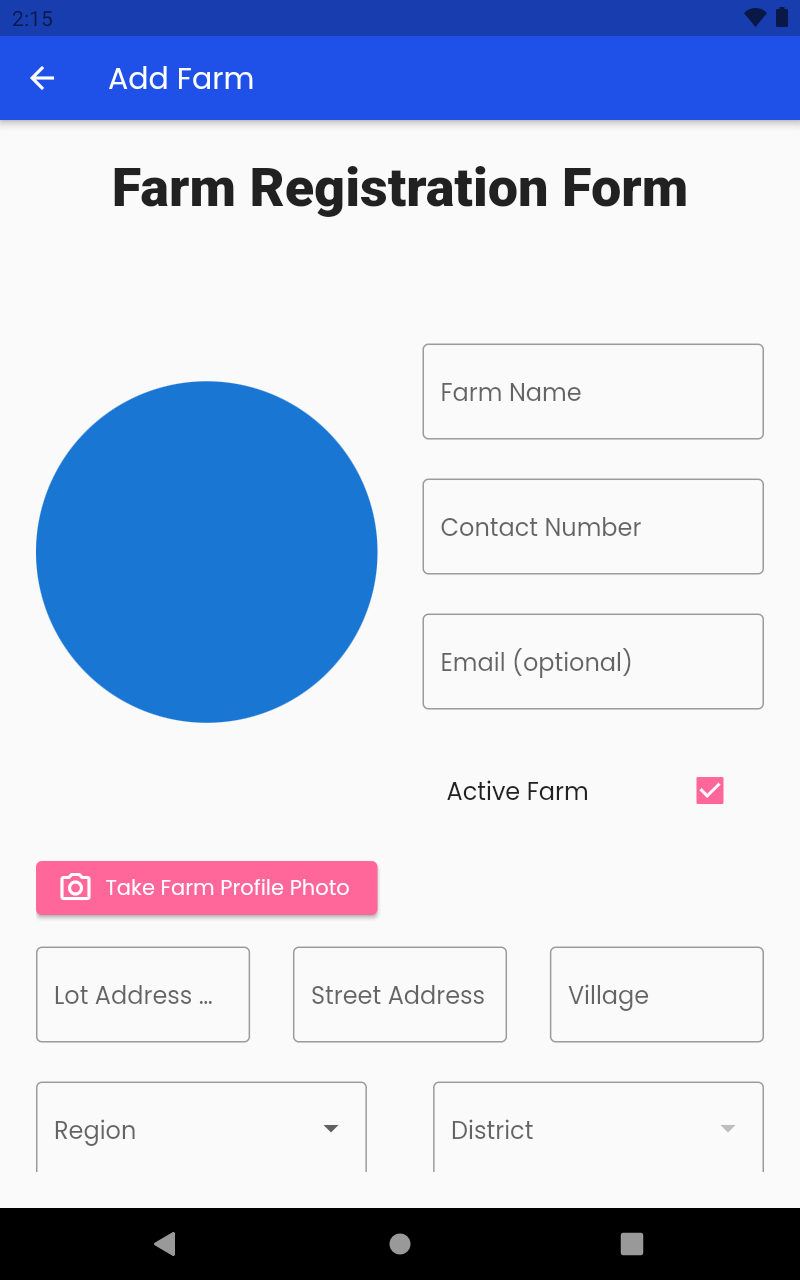 2:15
Add Farm
Farm Registration Form
Farm Name
Contact Number
Email (optional)
Active Farm
Take Farm Profile Photo
Lot Address ... Street Address Village
Region District